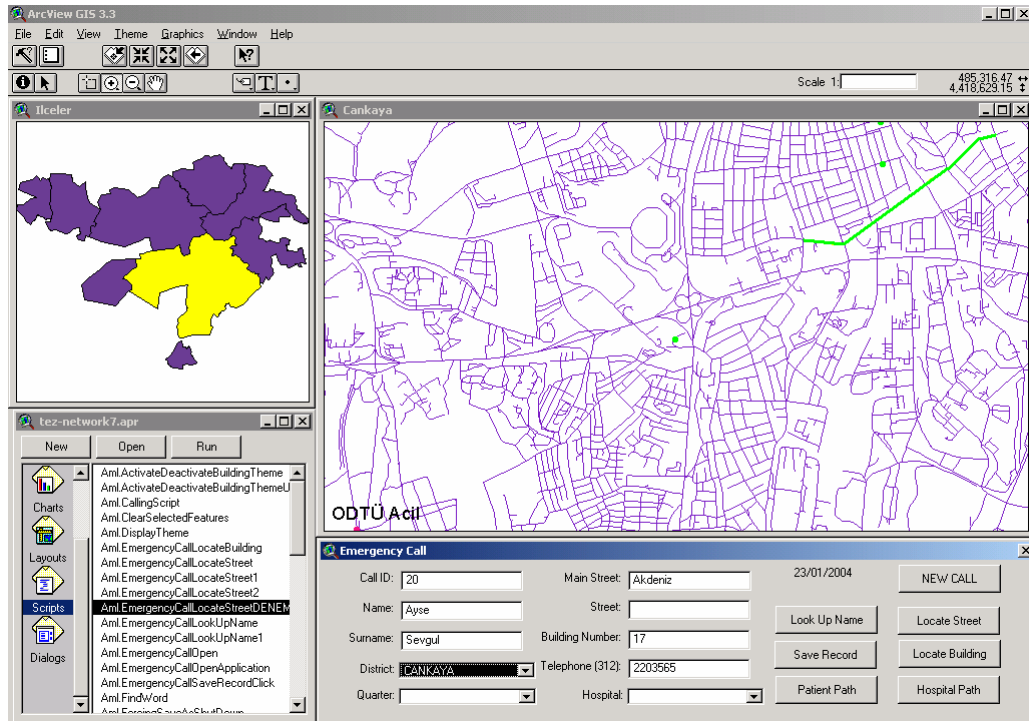 ArcView GIS 3.3
File Edit View Theme Graphics Window Help
Scale 1:
485,316.47
4,418,629.15
Ilceler
Cankaya
ODTÜ Acil
tez-network7.apr
New Open Run
Charts
Layouts
Scripts
Dialogs
Aml.ActivateDeactivateBuildingTheme
Aml.ActivateDeactivateBuildingThemeU
Aml.CallingScript
Aml.ClearSelectedFeatures
Aml.DisplayTheme
Aml.EmergencyCallLocateBuilding
Aml.EmergencyCallLocateStreet
Aml.EmergencyCallLocateStreet1
Aml.EmergencyCallLocateStreet2
Aml.EmergencyCallLocateStreetDENEM
Aml.EmergencyCallLookUpName
Aml.EmergencyCallLookUpName1
Aml.EmergencyCallOpen
Aml.EmergencyCallOpenApplication
Aml.EmergencyCallSaveRecordClick
Aml.FindWord
Aml.ForcingSaveAsShutDown
Emergency Call
Call ID: 20 Main Street: Akdeniz 23/01/2004 NEW CALL
Name: Ayse Street: Look Up Name Locate Street
Surname: Sevgul Building Number: 17 Save Record Locate Building
District: CANKAYA Telephone (312): 2203565
Quarter: Hospital: Patient Path Hospital Path